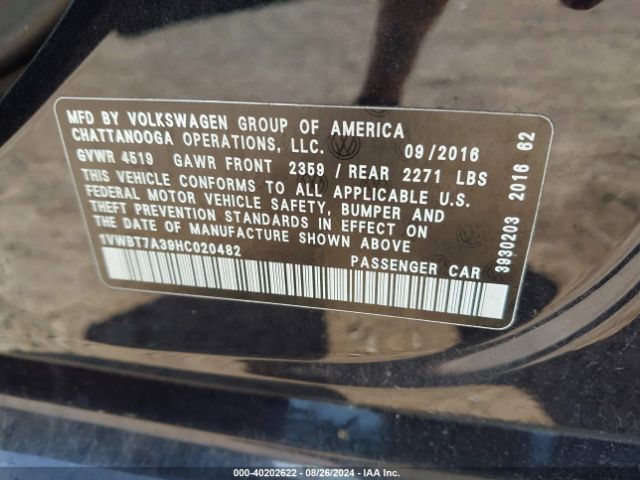 MFD BY VOLKSWAGEN GROUP OF AMERICA
CHATTANOOGA OPERATIONS, LLC. 09/2016
GVWR 4519 GAWR FRONT 2359 / REAR 2271 LBS
THIS VEHICLE CONFORMS TO ALL APPLICABLE U.S.
FEDERAL MOTOR VEHICLE SAFETY, BUMPER AND
THEFT PREVENTION STANDARDS IN EFFECT ON
THE DATE OF MANUFACTURE SHOWN ABOVE.
1VWBT7A39HC020482 PASSENGER CAR
3930203 2016 62
000-40202622 - 08/26/2024 - IAA Inc.